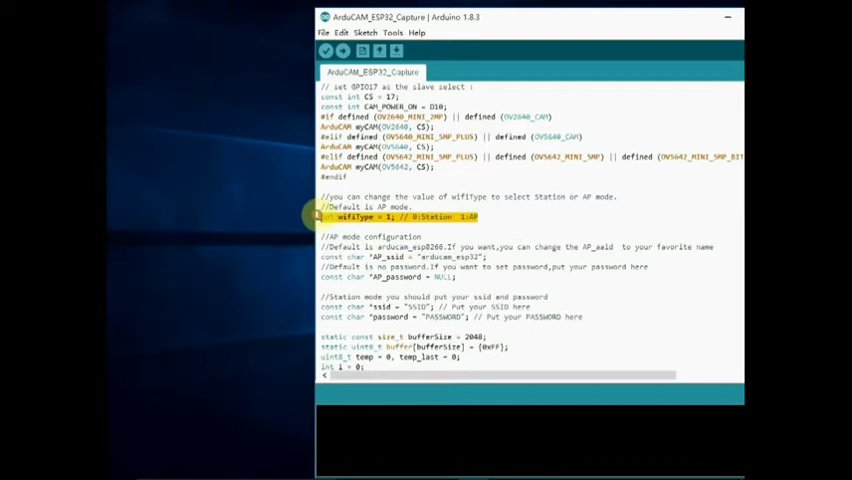 ArduCAM_ESP32_Capture | Arduino 1.8.3
File Edit Sketch Tools Help
ArduCAM_ESP32_Capture
// set GPIO17 as the slave select :
const int CS = 17;
const int CAM_POWER_ON = D10;
#if defined (OV2640_MINI_2MP) || defined (OV2640_CAM)
ArduCAM myCAM(OV2640, CS);
#elif defined (OV5640_MINI_5MP_PLUS) || defined (OV5640_CAM)
ArduCAM myCAM(OV5640, CS);
#elif defined (OV5642_MINI_5MP_PLUS) || defined (OV5642_MINI_5MP) || defined (OV5642_MINI_5MP_BIT
ArduCAM myCAM(OV5642, CS);
#endif
//you can change the value of wifiType to select Station or AP mode.
//Default is AP mode.
int wifiType = 1; // 0:Station 1:AP
//AP mode configuration
//Default is arducam_esp8266.If you want,you can change the AP_aaid to your favorite name
const char *AP_ssid = "arducam_esp32";
//Default is no password.If you want to set password,put your password here
const char *AP_password = NULL;
//Station mode you should put your ssid and password
const char *ssid = "SSID"; // Put your SSID here
const char *password = "PASSWORD"; // Put your PASSWORD here
static const size_t bufferSize = 2048;
static uint8_t buffer[bufferSize] = {0xFF};
uint8_t temp = 0, temp_last = 0;
int i = 0;